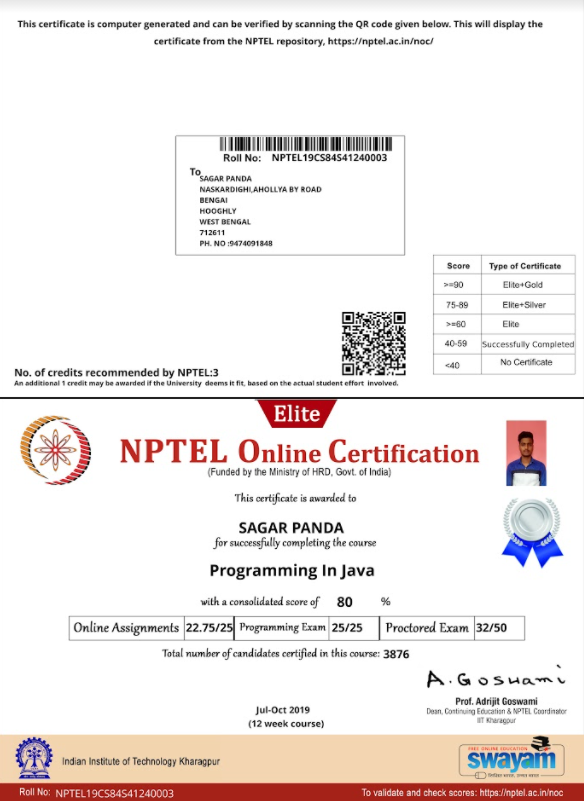 This certificate is computer generated and can be verified by scanning the QR code given below. This will display the
certificate from the NPTEL repository, https://nptel.ac.in/noc/
Roll No: NPTEL19CS84S41240003
To
SAGAR PANDA
NASKARDIGHI,AHOLLYA BY ROAD
BENGAI
HOOGHLY
WEST BENGAL
712611
PH. NO :9474091848
Score Type of Certificate
>=90 Elite+Gold
75-89 Elite+Silver
>=60 Elite
40-59 Successfully Completed
<40 No Certificate
No. of credits recommended by NPTEL:3
An additional 1 credit may be awarded if the University deems it fit, based on the actual student effort involved.
Elite
NPTEL Online Certification
(Funded by the Ministry of HRD, Govt. of India)
This certificate is awarded to
SAGAR PANDA
for successfully completing the course
Programming In Java
with a consolidated score of 80 %
Online Assignments 22.75/25 Programming Exam 25/25 Proctored Exam 32/50
Total number of candidates certified in this course: 3876
A. Goswami
Prof. Adrijit Goswami
Dean, Continuing Education & NPTEL Coordinator
IIT Kharagpur
Jul-Oct 2019
(12 week course)
Indian Institute of Technology Kharagpur
FREE ONLINE EDUCATION
swayam
शिक्षित भारत, उन्नत भारत
Roll No: NPTEL19CS84S41240003 To validate and check scores: https://nptel.ac.in/noc